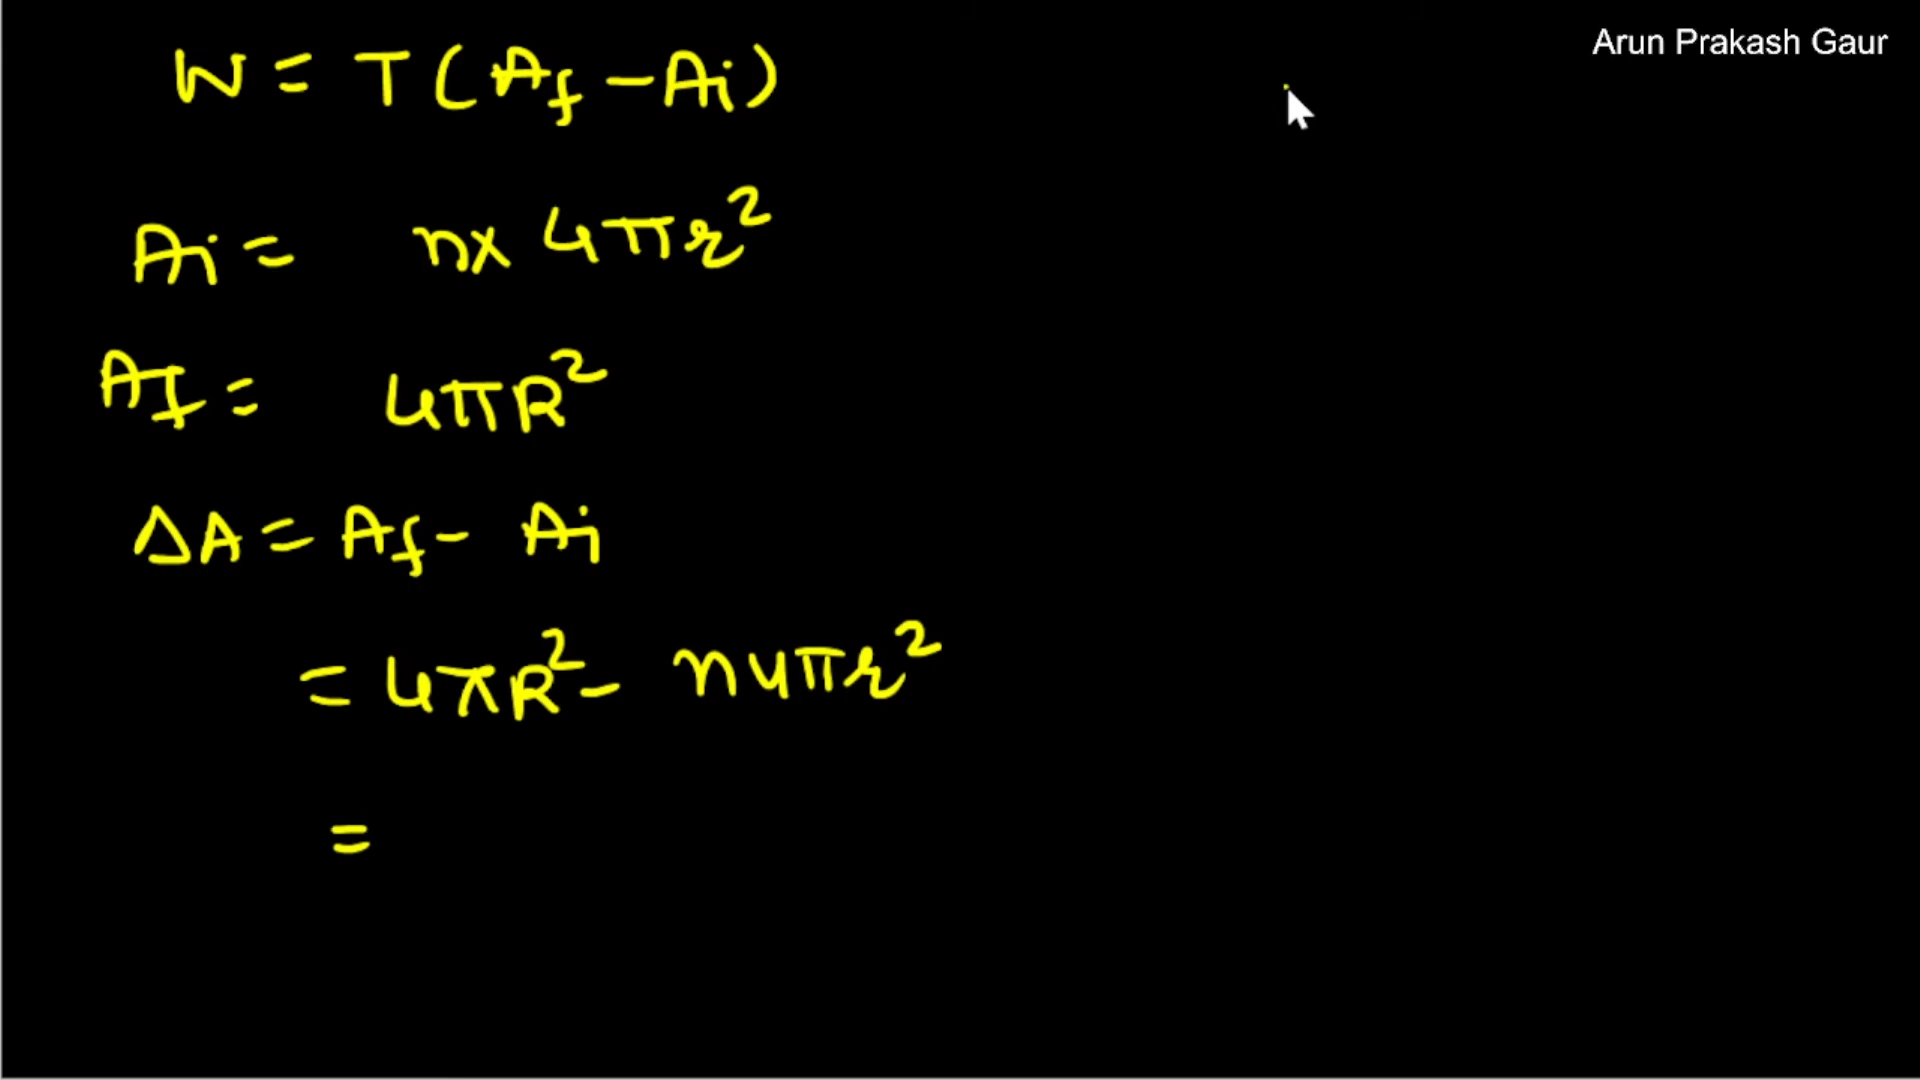 Arun Prakash Gaur
W = T(Af - Ai)
Ai = n× 4πr²
Af = 4πR²
ΔA = Af - Ai
= 4πR² - n4πr²
=